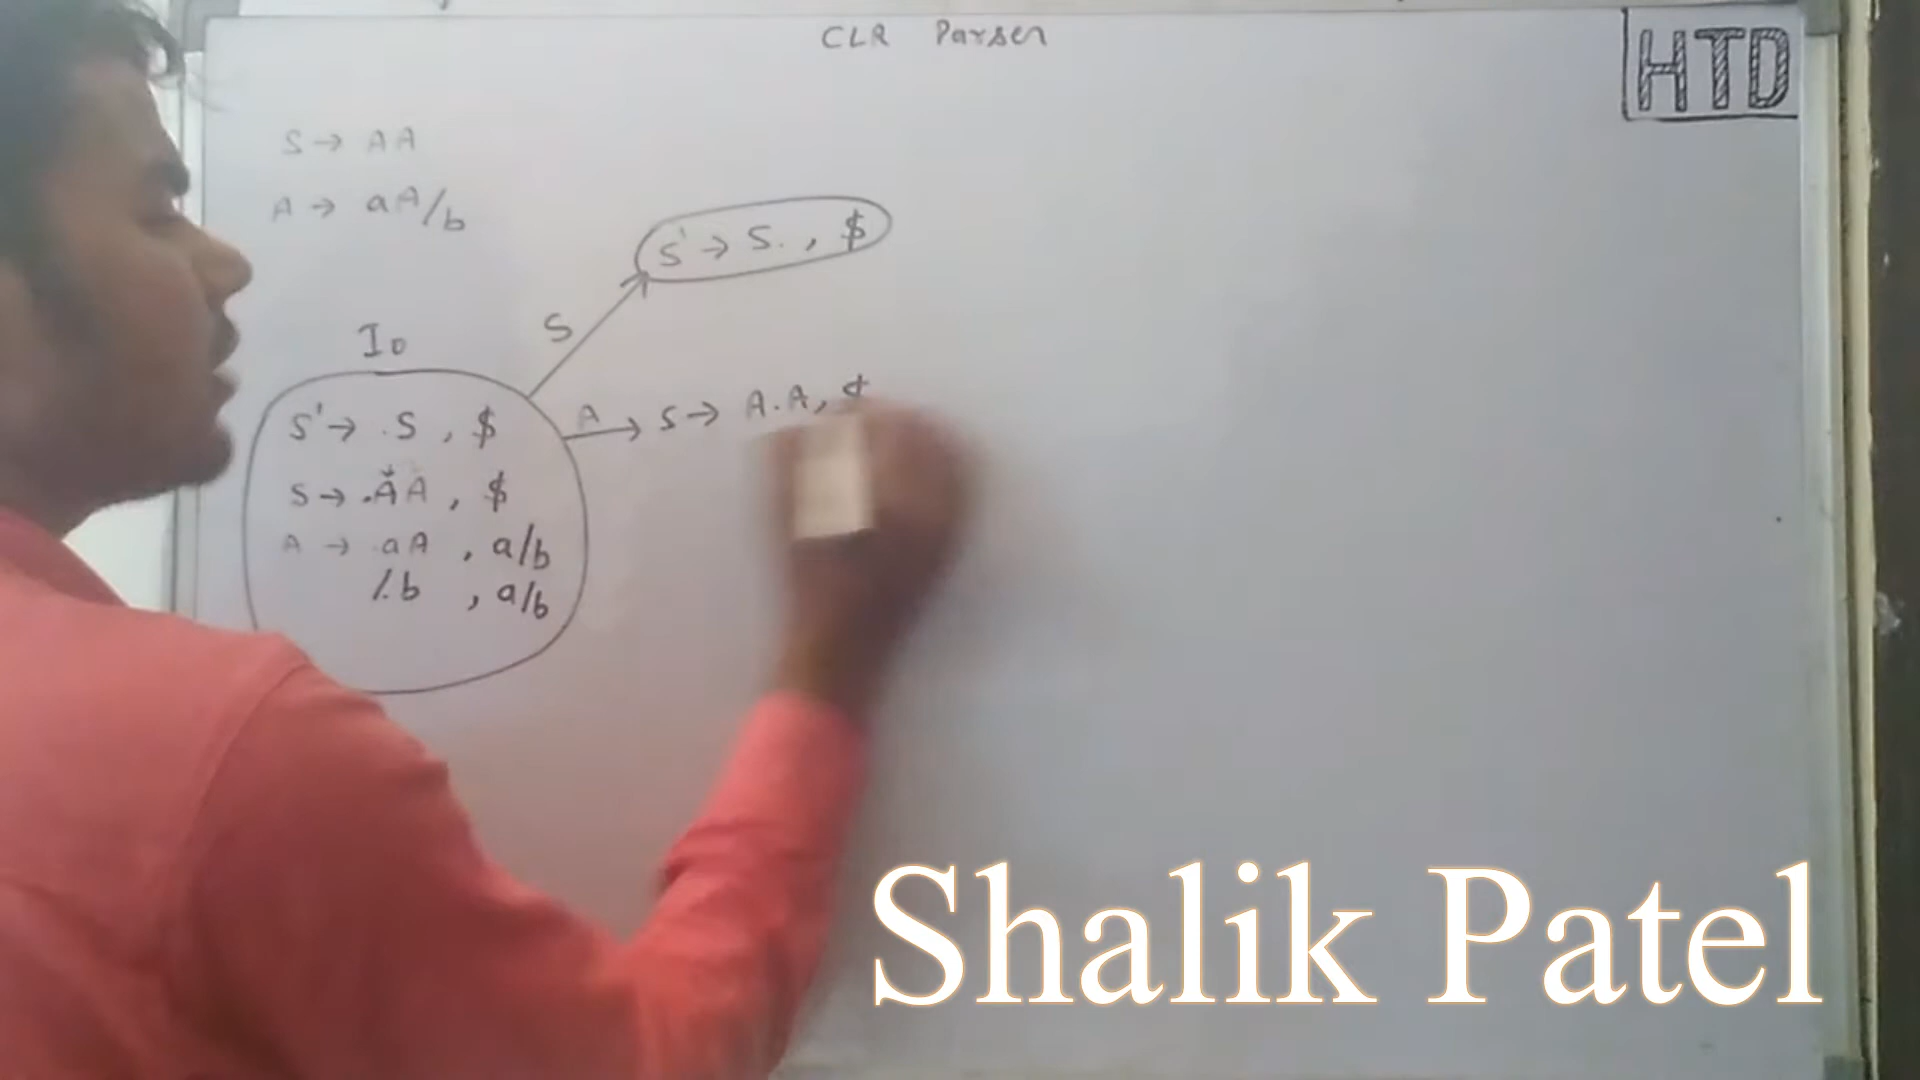 CLR Parser
HTD
S → AA
A → aA/b
S' → S. , $
S
I0
A → S → A.A, $
S' → .S , $
S → .AA , $
A → .aA , a/b
/.b , a/b
Shalik Patel